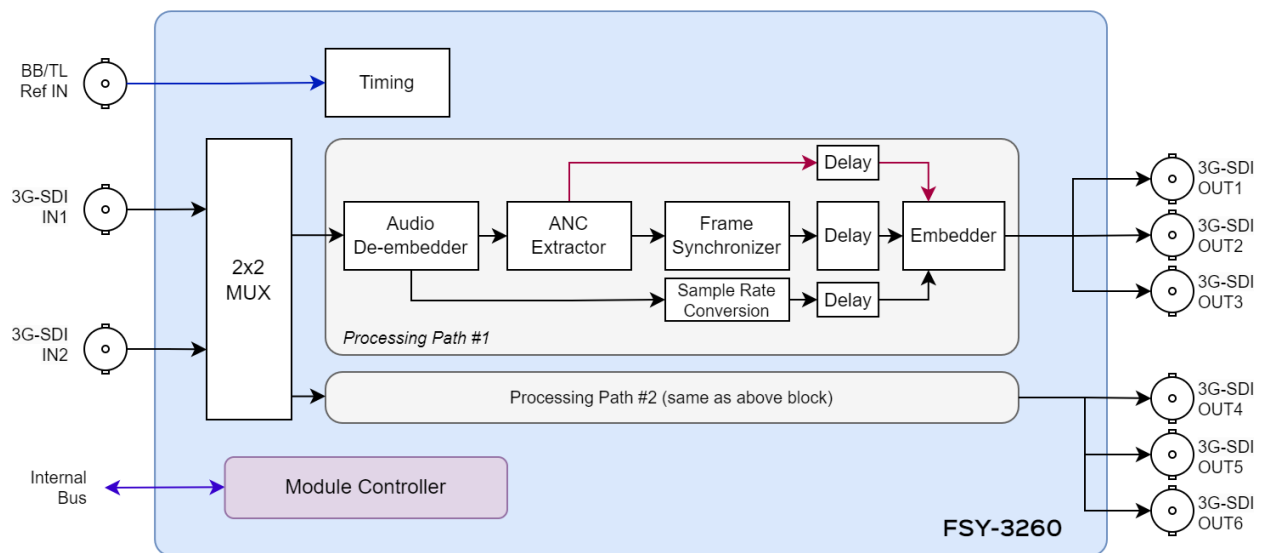 BB/TL
Ref IN
Timing
3G-SDI
IN1
3G-SDI
IN2
2x2
MUX
Audio
De-embedder
ANC
Extractor
Frame
Synchronizer
Delay
Delay
Embedder
Sample Rate
Conversion
Delay
Processing Path #1
3G-SDI
OUT1
3G-SDI
OUT2
3G-SDI
OUT3
Processing Path #2 (same as above block)
3G-SDI
OUT4
3G-SDI
OUT5
3G-SDI
OUT6
Internal
Bus
Module Controller
FSY-3260